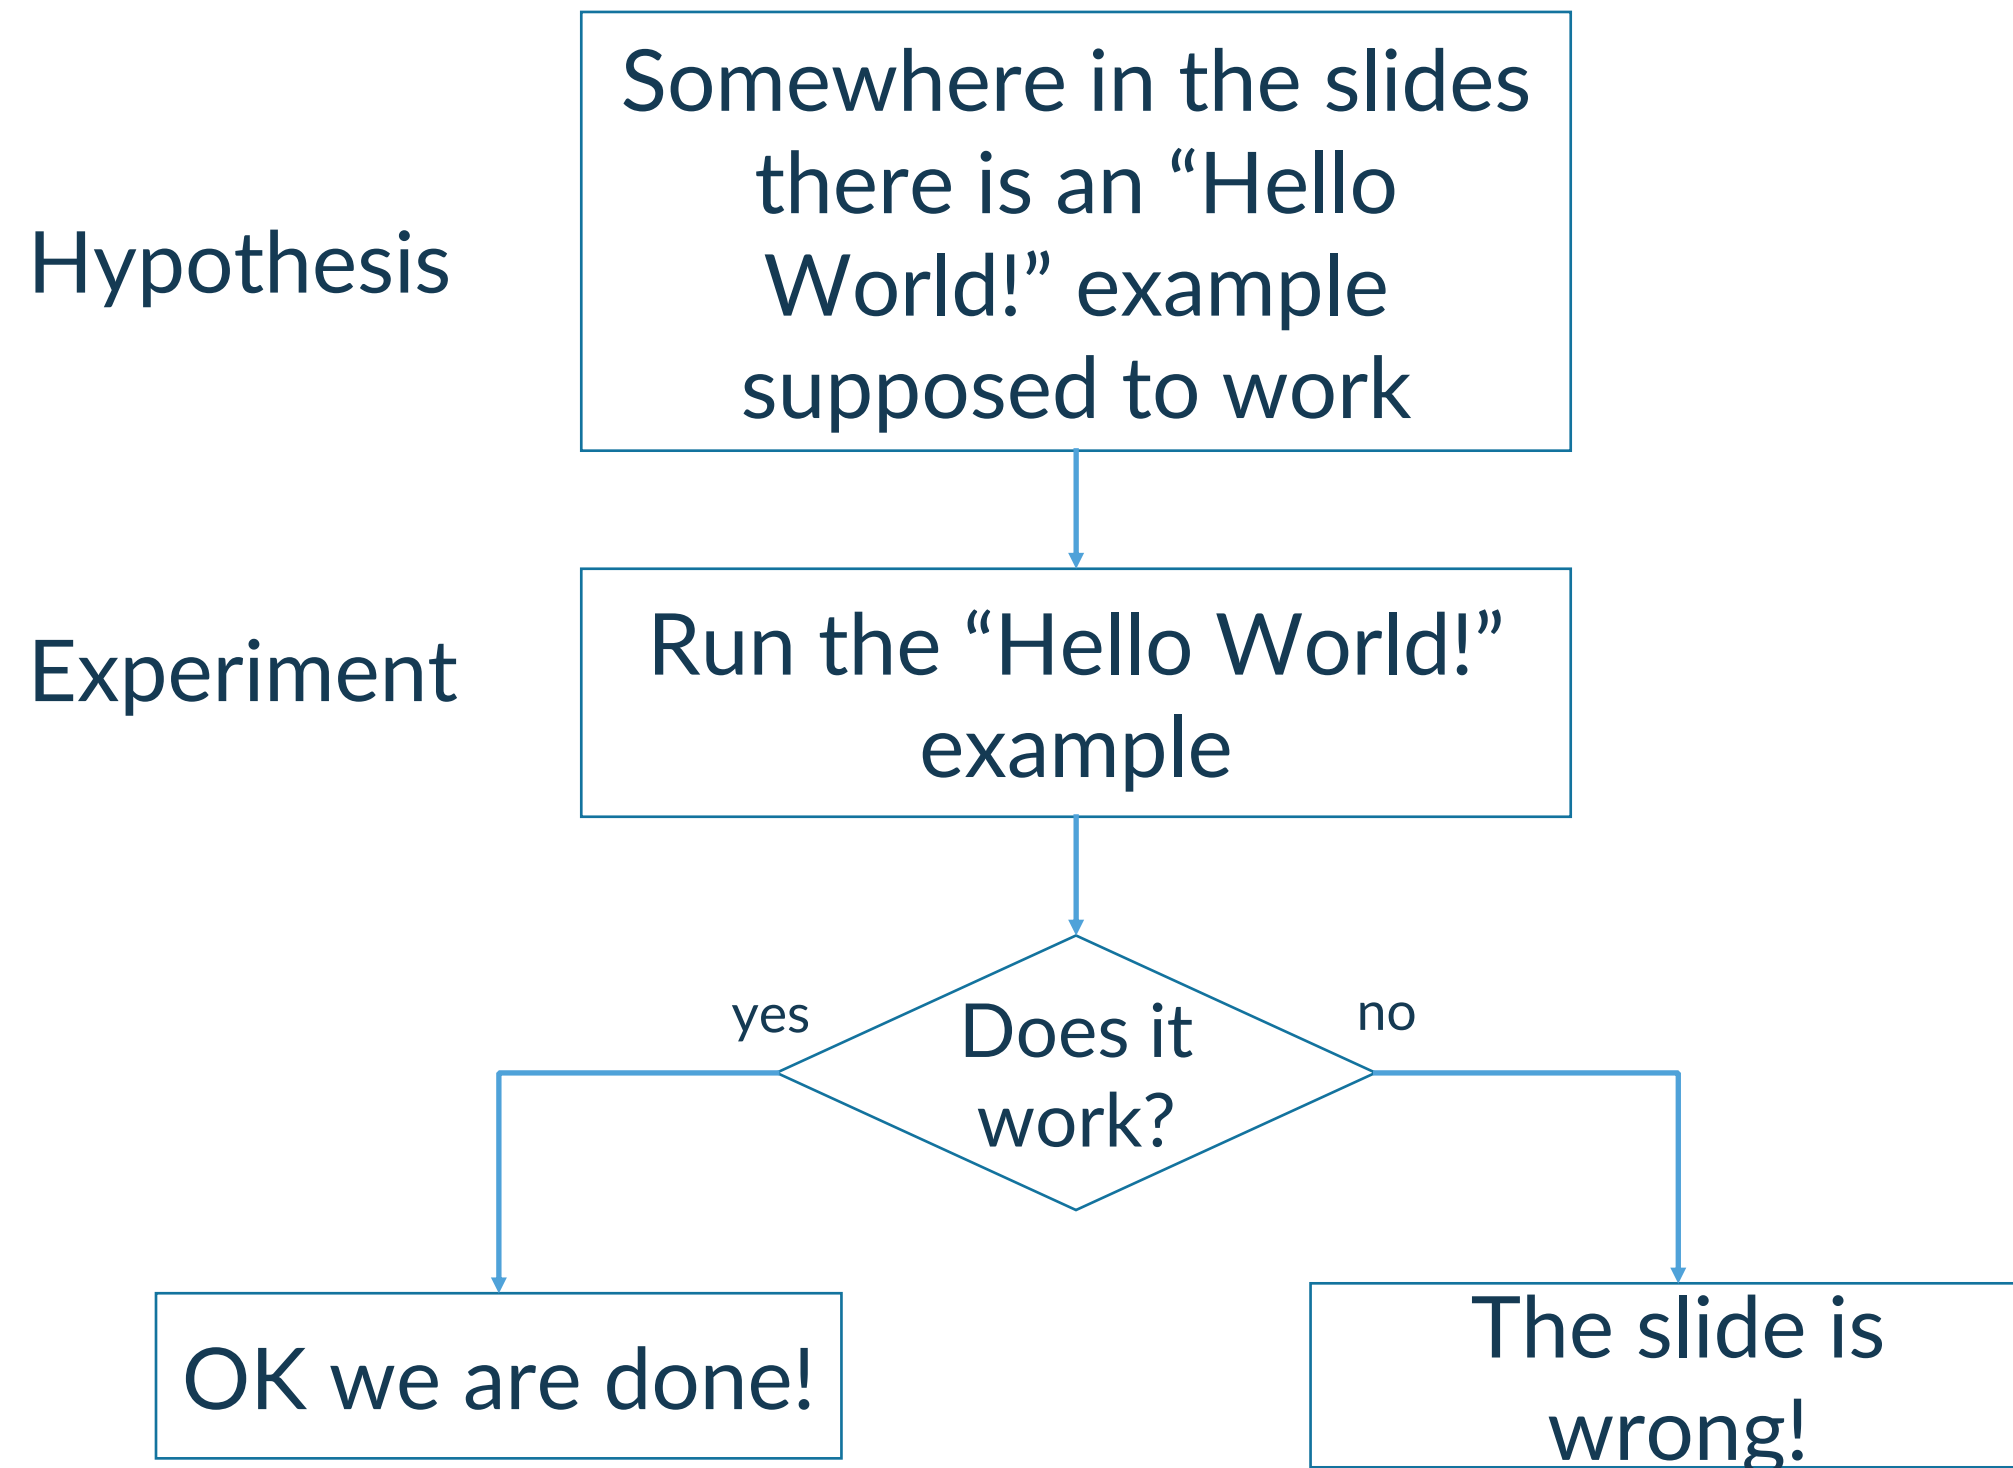 Hypothesis
Somewhere in the slides
there is an “Hello
World!” example
supposed to work
Experiment
Run the “Hello World!”
example
yes
Does it
work?
no
OK we are done!
The slide is
wrong!